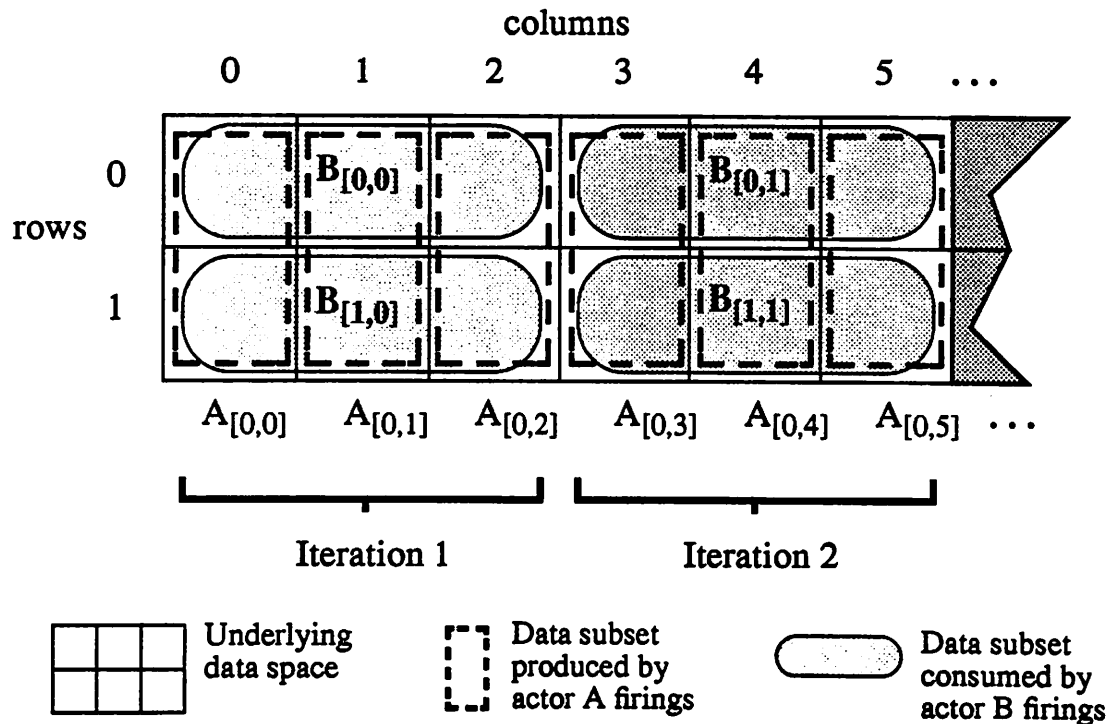 columns
0 1 2 3 4 5 ...
0 B[0,0] B[0,1]
rows
1 B[1,0] B[1,1]
A[0,0] A[0,1] A[0,2] A[0,3] A[0,4] A[0,5] ...
Iteration 1 Iteration 2
Underlying
data space
Data subset
produced by
actor A firings
Data subset
consumed by
actor B firings